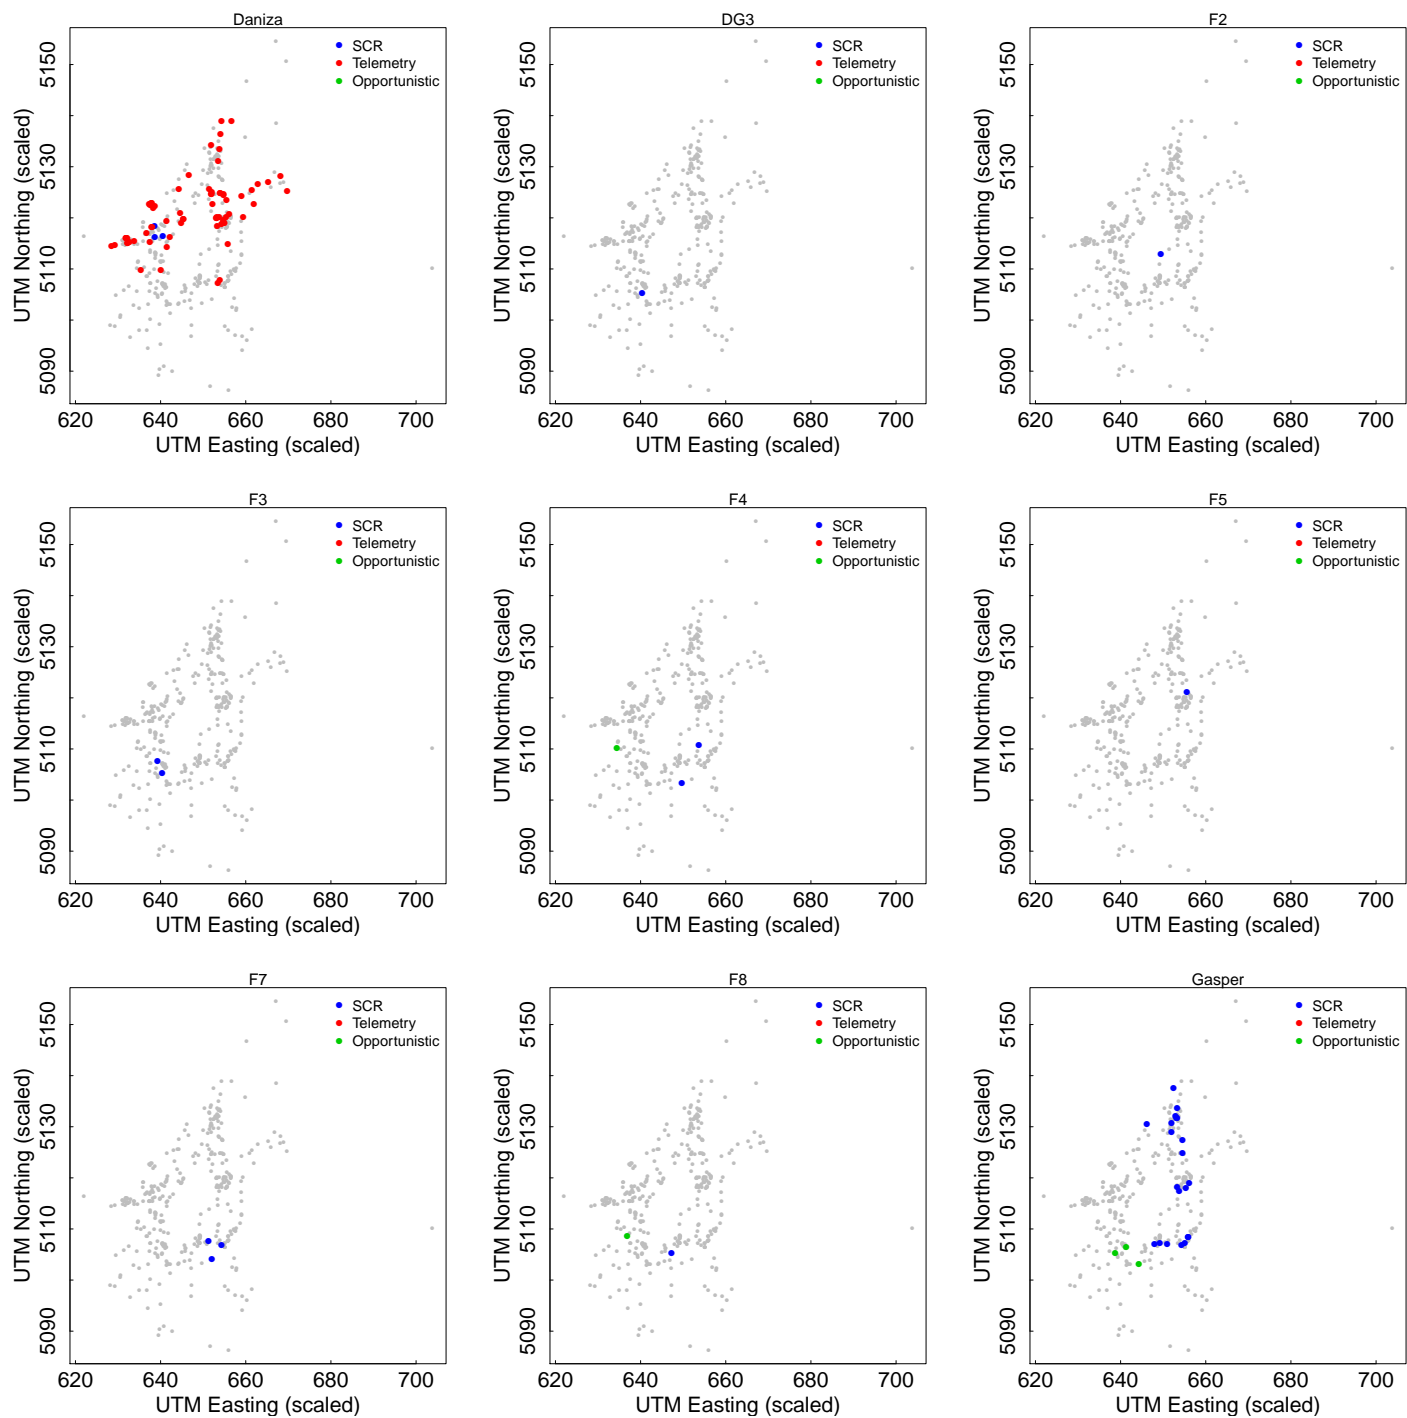 Daniza
SCR
Telemetry
Opportunistic
UTM Northing (scaled)
5150
5130
5110
5090
620 640 660 680 700
UTM Easting (scaled)
DG3
SCR
Telemetry
Opportunistic
UTM Northing (scaled)
5150
5130
5110
5090
620 640 660 680 700
UTM Easting (scaled)
F2
SCR
Telemetry
Opportunistic
UTM Northing (scaled)
5150
5130
5110
5090
620 640 660 680 700
UTM Easting (scaled)
F3
SCR
Telemetry
Opportunistic
UTM Northing (scaled)
5150
5130
5110
5090
620 640 660 680 700
UTM Easting (scaled)
F4
SCR
Telemetry
Opportunistic
UTM Northing (scaled)
5150
5130
5110
5090
620 640 660 680 700
UTM Easting (scaled)
F5
SCR
Telemetry
Opportunistic
UTM Northing (scaled)
5150
5130
5110
5090
620 640 660 680 700
UTM Easting (scaled)
F7
SCR
Telemetry
Opportunistic
UTM Northing (scaled)
5150
5130
5110
5090
620 640 660 680 700
UTM Easting (scaled)
F8
SCR
Telemetry
Opportunistic
UTM Northing (scaled)
5150
5130
5110
5090
620 640 660 680 700
UTM Easting (scaled)
Gasper
SCR
Telemetry
Opportunistic
UTM Northing (scaled)
5150
5130
5110
5090
620 640 660 680 700
UTM Easting (scaled)